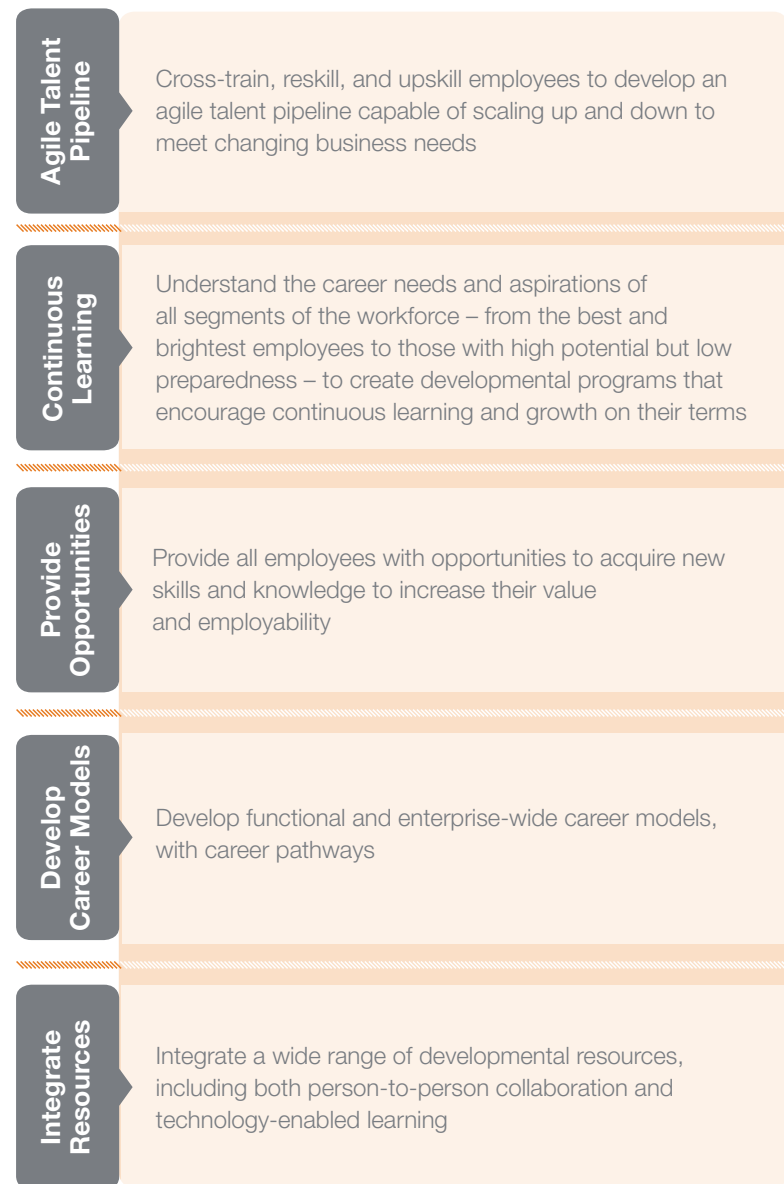 Agile Talent
Pipeline
Cross-train, reskill, and upskill employees to develop an
agile talent pipeline capable of scaling up and down to
meet changing business needs
Continuous
Learning
Understand the career needs and aspirations of
all segments of the workforce – from the best and
brightest employees to those with high potential but low
preparedness – to create developmental programs that
encourage continuous learning and growth on their terms
Provide
Opportunities
Provide all employees with opportunities to acquire new
skills and knowledge to increase their value
and employability
Develop
Career Models
Develop functional and enterprise-wide career models,
with career pathways
Integrate
Resources
Integrate a wide range of developmental resources,
including both person-to-person collaboration and
technology-enabled learning